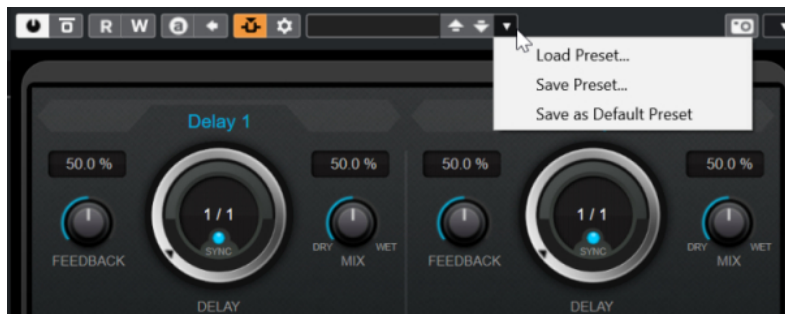 R W a
Load Preset...
Save Preset...
Save as Default Preset
Delay 1
50.0 % 50.0 % 50.0 % 50.0 %
1 / 1 1 / 1
SYNC SYNC
FEEDBACK DRY WET FEEDBACK DRY WET
MIX MIX
DELAY DELAY